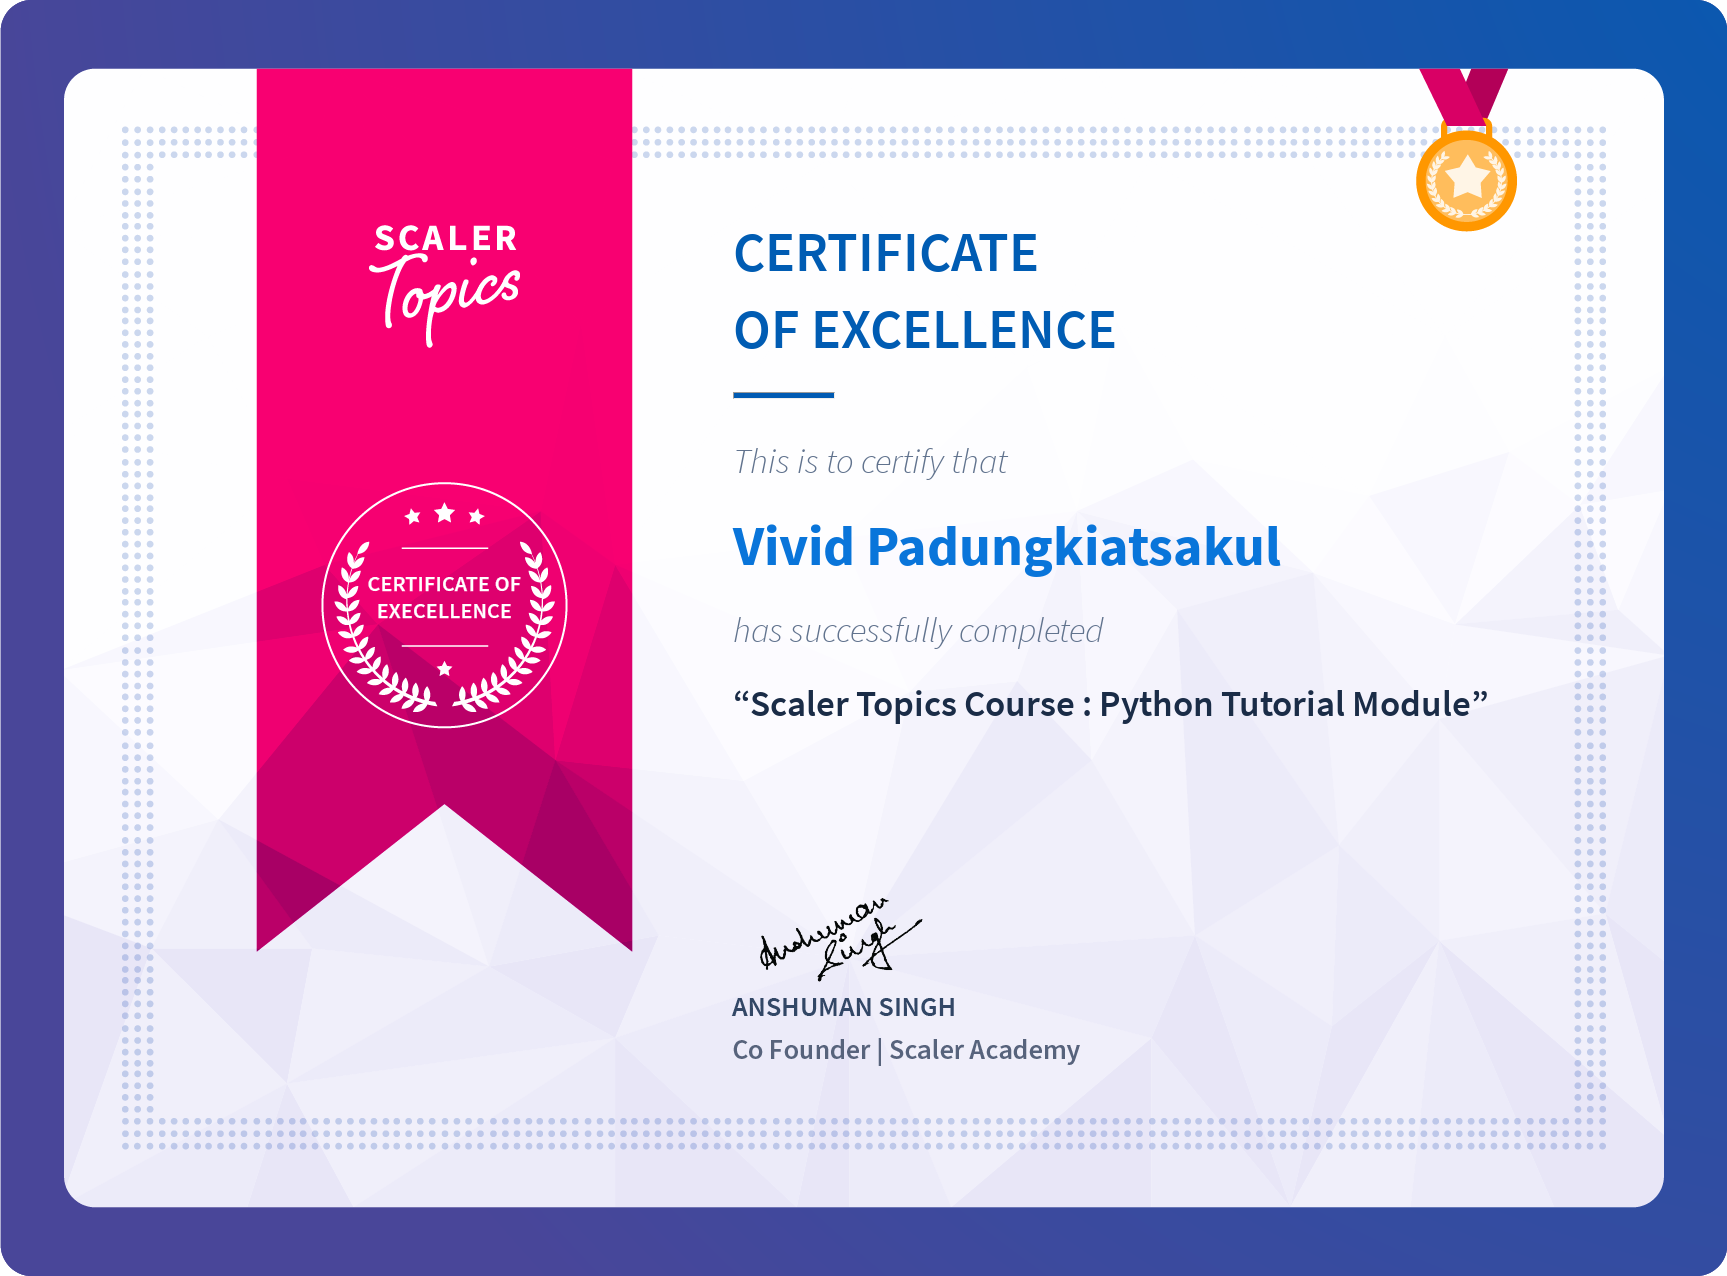 SCALER
Topics
CERTIFICATE OF
EXECELLENCE
CERTIFICATE
OF EXCELLENCE
This is to certify that
Vivid Padungkiatsakul
has successfully completed
“Scaler Topics Course : Python Tutorial Module”
Anshuman
Singh
ANSHUMAN SINGH
Co Founder | Scaler Academy